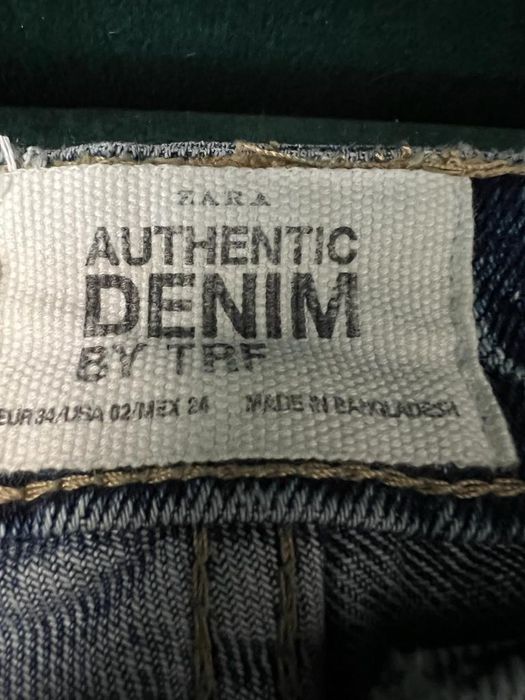 ZARA
AUTHENTIC
DENIM
BY TRF
EUR 34/USA 02/MEX 24 MADE IN BANGLADESH